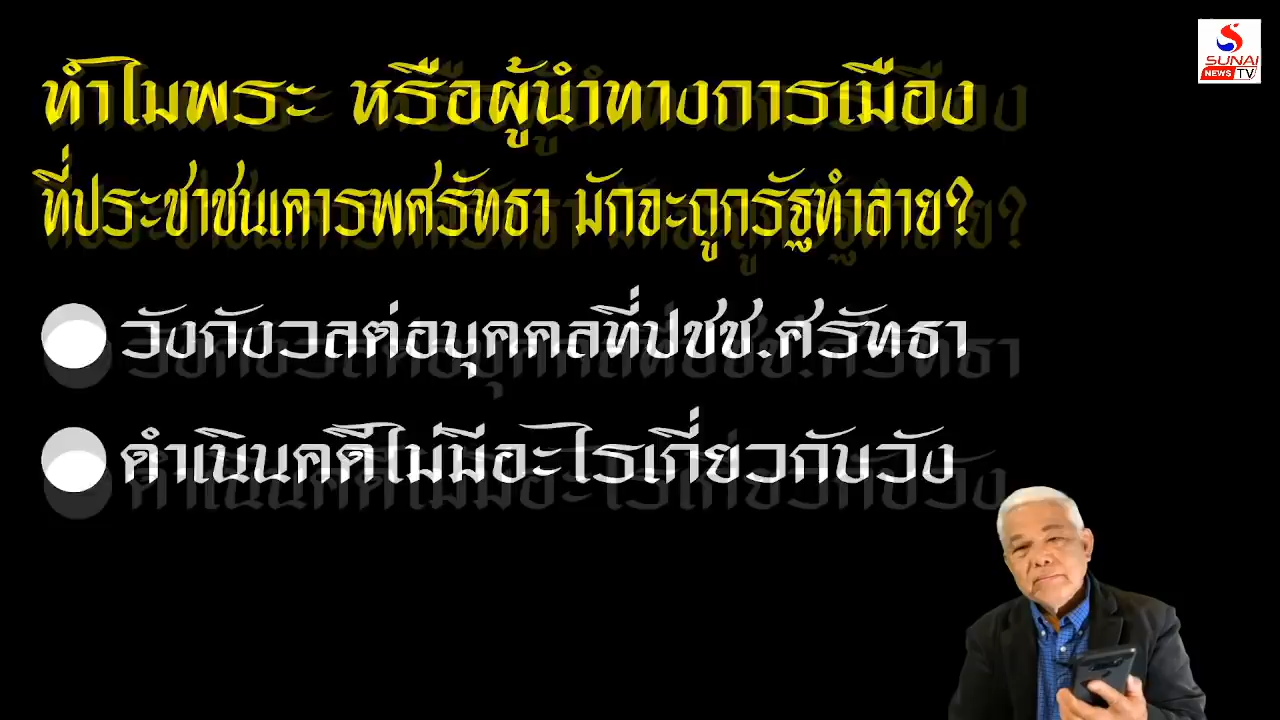 ทำไมพระ หรือผู้นำทางการเมือง
ที่ประชาชนเคารพศรัทธา มักจะถูกรัฐทำลาย?
วังกังวลต่อบุคคลที่ปชช.ศรัทธา
ดำเนินคดีไม่มีอะไรเกี่ยวกับวัง
SUNAI
NEWS TV